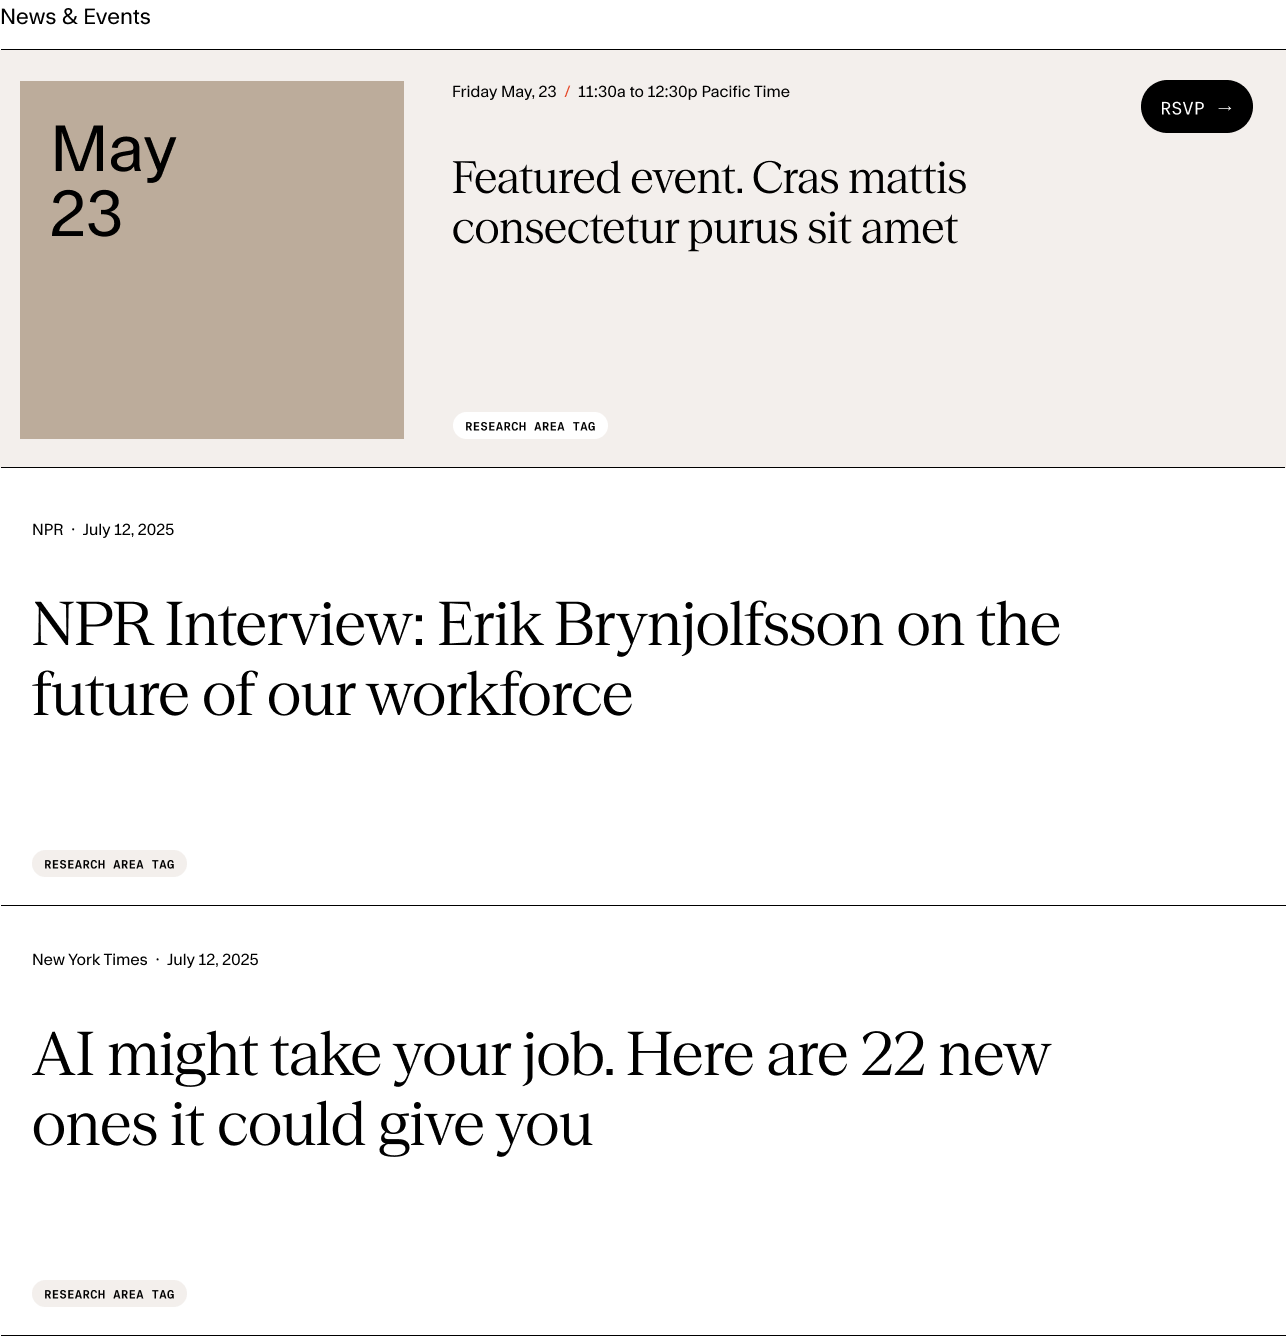 News & Events
May
23
Friday May, 23 / 11:30a to 12:30p Pacific Time
RSVP →
Featured event. Cras mattis
consectetur purus sit amet
RESEARCH AREA TAG
NPR · July 12, 2025
NPR Interview: Erik Brynjolfsson on the
future of our workforce
RESEARCH AREA TAG
New York Times · July 12, 2025
AI might take your job. Here are 22 new
ones it could give you
RESEARCH AREA TAG